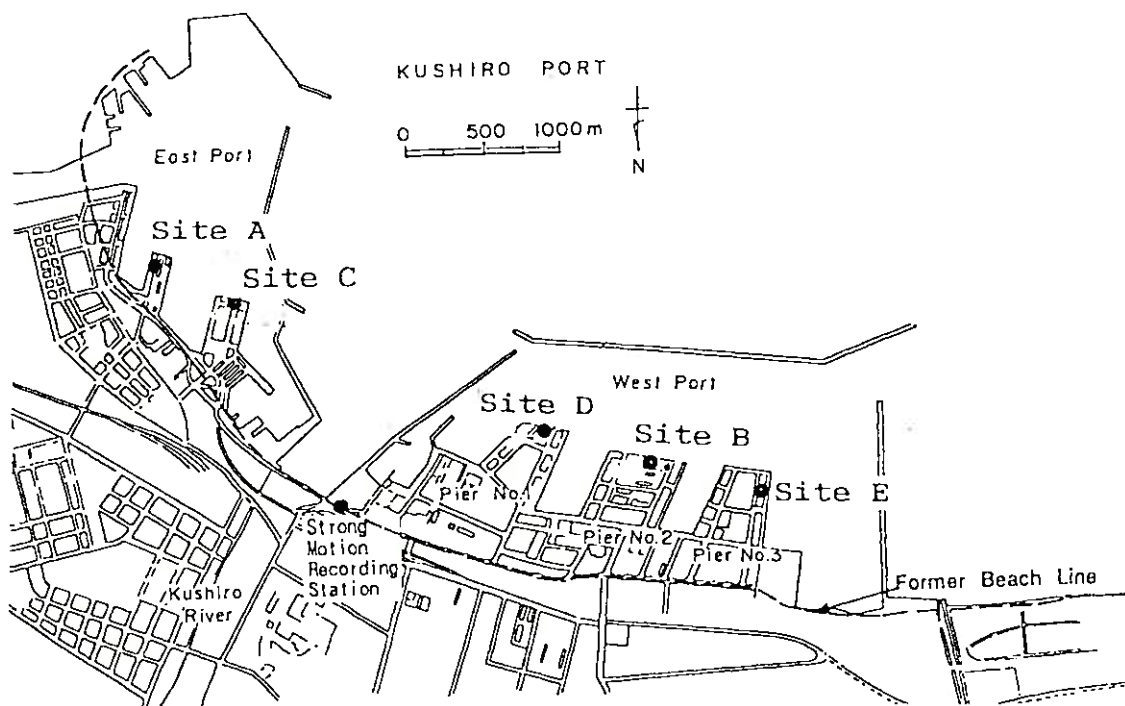 KUSHIRO PORT
0 500 1000m
N
East Port
Site A
Site C
West Port
Site D
Site B
Site E
Pier No.1
Pier No.2
Pier No.3
Strong
Motion
Recording
Station
Kushiro
River
Former Beach Line